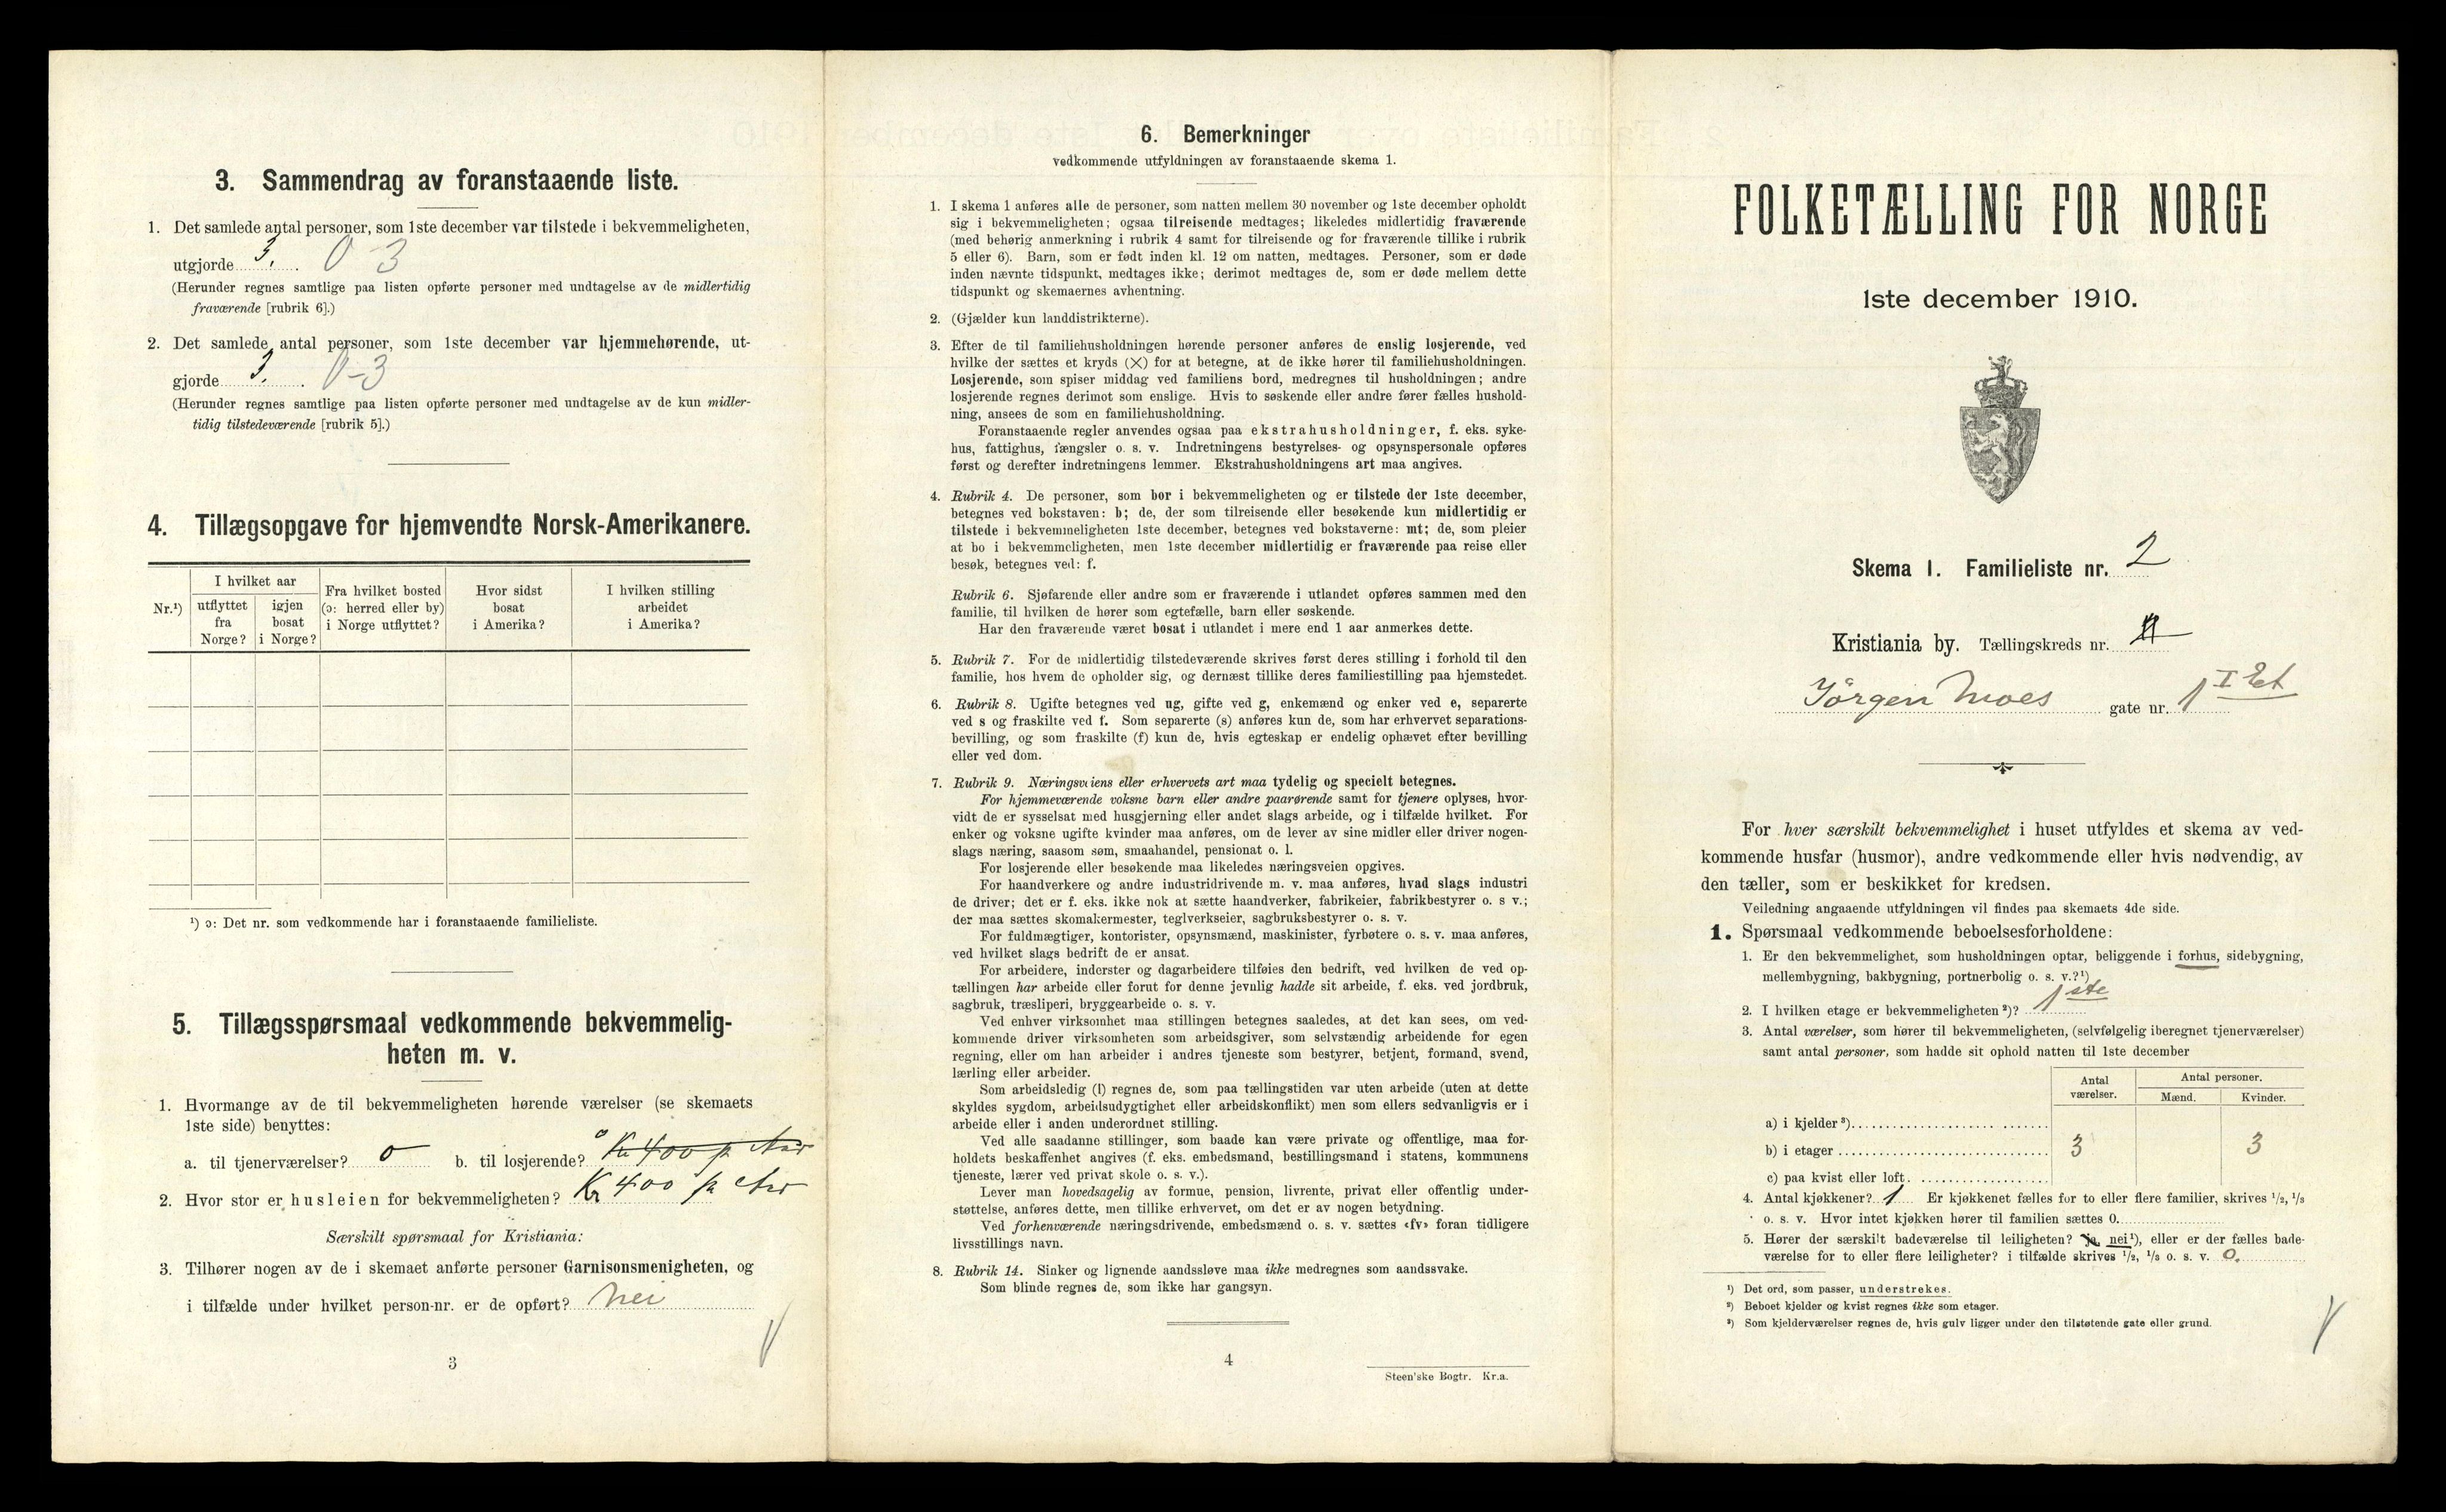 3. Sammendrag av foranstaaende liste.
1. Det samlede antal personer, som 1ste december var tilstede i bekvemmeligheten,
utgjorde 3. 0 3
(Herunder regnes samtlige paa listen opførte personer med undtagelse av de midlertidig
fraværende [rubrik 6].)
2. Det samlede antal personer, som 1ste december var hjemmehørende, ut-
gjorde 3. 0-3
(Herunder regnes samtlige paa listen opførte personer med undtagelse av de kun midler-
tidig tilstedeværende [rubrik 5].)
4. Tillægsopgave for hjemvendte Norsk-Amerikanere.
Nr.¹)
I hvilket aar
utflyttet fra Norge?
igjen bosat i Norge?
Fra hvilket bosted (ɔ: herred eller by) i Norge utflyttet?
Hvor sidst bosat i Amerika?
I hvilken stilling arbeidet i Amerika?
¹) ɔ: Det nr. som vedkommende har i foranstaaende familieliste.
5. Tillægsspørsmaal vedkommende bekvemmelig-
heten m. v.
1. Hvormange av de til bekvemmeligheten hørende værelser (se skemaets
1ste side) benyttes:
a. til tjenerværelser? 0 b. til losjerende? 0 Kr 400 pr Aar
2. Hvor stor er husleien for bekvemmeligheten? Kr 400 pr Aar
Særskilt spørsmaal for Kristiania:
3. Tilhører nogen av de i skemaet anførte personer Garnisonsmenigheten, og
i tilfælde under hvilket person-nr. er de opført? Nei
3
6. Bemerkninger
vedkommende utfyldningen av foranstaaende skema 1.
1. I skema 1 anføres alle de personer, som natten mellem 30 november og 1ste december opholdt
sig i bekvemmeligheten; ogsaa tilreisende medtages; likeledes midlertidig fraværende
(med behørig anmerkning i rubrik 4 samt for tilreisende og for fraværende tillike i rubrik
5 eller 6). Barn, som er født inden kl. 12 om natten, medtages. Personer, som er døde
inden nævnte tidspunkt, medtages ikke; derimot medtages de, som er døde mellem dette
tidspunkt og skemaernes avhentning.
2. (Gjælder kun landdistrikterne).
3. Efter de til familiehusholdningen hørende personer anføres de enslig losjerende, ved
hvilke der sættes et kryds (×) for at betegne, at de ikke hører til familiehusholdningen.
Losjerende, som spiser middag ved familiens bord, medregnes til husholdningen; andre
losjerende regnes derimot som enslige. Hvis to søskende eller andre fører fælles hushold-
ning, ansees de som en familiehusholdning.
Foranstaaende regler anvendes ogsaa paa ekstrahusholdninger, f. eks. syke-
hus, fattighus, fængsler o. s. v. Indretningens bestyrelses- og opsynspersonale opføres
først og derefter indretningens lemmer. Ekstrahusholdningens art maa angives.
4. Rubrik 4. De personer, som bor i bekvemmeligheten og er tilstede der 1ste december,
betegnes ved bokstaven: b; de, der som tilreisende eller besøkende kun midlertidig er
tilstede i bekvemmeligheten 1ste december, betegnes ved bokstaverne: mt; de, som pleier
at bo i bekvemmeligheten, men 1ste december midlertidig er fraværende paa reise eller
besøk, betegnes ved: f.
Rubrik 6. Sjøfarende eller andre som er fraværende i utlandet opføres sammen med den
familie, til hvilken de hører som egtefælle, barn eller søskende.
Har den fraværende været bosat i utlandet i mere end 1 aar anmerkes dette.
5. Rubrik 7. For de midlertidig tilstedeværende skrives først deres stilling i forhold til den
familie, hos hvem de opholder sig, og dernæst tillike deres familiestilling paa hjemstedet.
6. Rubrik 8. Ugifte betegnes ved ug, gifte ved g, enkemænd og enker ved e, separerte
ved s og fraskilte ved f. Som separerte (s) anføres kun de, som har erhvervet separations-
bevilling, og som fraskilte (f) kun de, hvis egteskap er endelig ophævet efter bevilling
eller ved dom.
7. Rubrik 9. Næringsveiens eller erhvervets art maa tydelig og specielt betegnes.
For hjemmeværende voksne barn eller andre paarørende samt for tjenere oplyses, hvor-
vidt de er sysselsat med husgjerning eller andet slags arbeide, og i tilfælde hvilket. For
enker og voksne ugifte kvinder maa anføres, om de lever av sine midler eller driver nogen-
slags næring, saasom søm, smaahandel, pensionat o. l.
For losjerende eller besøkende maa likeledes næringsveien opgives.
For haandverkere og andre industridrivende m. v. maa anføres, hvad slags industri
de driver; det er f. eks. ikke nok at sætte haandverker, fabrikeier, fabrikbestyrer o. s v.;
der maa sættes skomakermester, teglverkseier, sagbruksbestyrer o. s. v.
For fuldmægtiger, kontorister, opsynsmænd, maskinister, fyrbøtere o. s. v. maa anføres,
ved hvilket slags bedrift de er ansat.
For arbeidere, inderster og dagarbeidere tilføies den bedrift, ved hvilken de ved op-
tællingen har arbeide eller forut for denne jevnlig hadde sit arbeide, f. eks. ved jordbruk,
sagbruk, træsliperi, bryggearbeide o. s. v.
Ved enhver virksomhet maa stillingen betegnes saaledes, at det kan sees, om ved-
kommende driver virksomheten som arbeidsgiver, som selvstændig arbeidende for egen
regning, eller om han arbeider i andres tjeneste som bestyrer, betjent, formand, svend,
lærling eller arbeider.
Som arbeidsledig (l) regnes de, som paa tællingstiden var uten arbeide (uten at dette
skyldes sygdom, arbeidsudygtighet eller arbeidskonflikt) men som ellers sedvanligvis er i
arbeide eller i anden underordnet stilling.
Ved alle saadanne stillinger, som baade kan være private og offentlige, maa for-
holdets beskaffenhet angives (f. eks. embedsmand, bestillingsmand i statens, kommunens
tjeneste, lærer ved privat skole o. s. v.).
Lever man hovedsagelig av formue, pension, livrente, privat eller offentlig under-
støttelse, anføres dette, men tillike erhvervet, om det er av nogen betydning.
Ved forhenværende næringsdrivende, embedsmænd o. s. v. sættes «fv» foran tidligere
livsstillings navn.
8. Rubrik 14. Sinker og lignende aandssløve maa ikke medregnes som aandssvake.
Som blinde regnes de, som ikke har gangsyn.
4
Steen'ske Bogtr. Kr.a.
FOLKETÆLLING FOR NORGE
1ste december 1910.
Skema 1. Familieliste nr. 2
Kristiania by. Tællingskreds nr.
Jörgen Moes gate nr. 1 I Et
For hver særskilt bekvemmelighet i huset utfyldes et skema av ved-
kommende husfar (husmor), andre vedkommende eller hvis nødvendig, av
den tæller, som er beskikket for kredsen.
Veiledning angaaende utfyldningen vil findes paa skemaets 4de side.
1. Spørsmaal vedkommende beboelsesforholdene:
1. Er den bekvemmelighet, som husholdningen optar, beliggende i forhus, sidebygning,
mellembygning, bakbygning, portnerbolig o. s. v.?¹)
2. I hvilken etage er bekvemmeligheten²)? 1 ste
3. Antal værelser, som hører til bekvemmeligheten, (selvfølgelig iberegnet tjenerværelser)
samt antal personer, som hadde sit ophold natten til 1ste december
Antal værelser.
Antal personer.
Mænd. Kvinder.
a) i kjelder³)
b) i etager 3 3
c) paa kvist eller loft.
4. Antal kjøkkener? 1 Er kjøkkenet fælles for to eller flere familier, skrives ¹/₂, ¹/₃
o. s. v. Hvor intet kjøkken hører til familien sættes 0.
5. Hører der særskilt badeværelse til leiligheten? ja, nei¹), eller er der fælles bade-
værelse for to eller flere leiligheter? i tilfælde skrives ¹/₂, ¹/₃ o. s. v. 0.
¹) Det ord, som passer, understrekes.
²) Beboet kjelder og kvist regnes ikke som etager.
³) Som kjelderværelser regnes de, hvis gulv ligger under den tilstøtende gate eller grund.